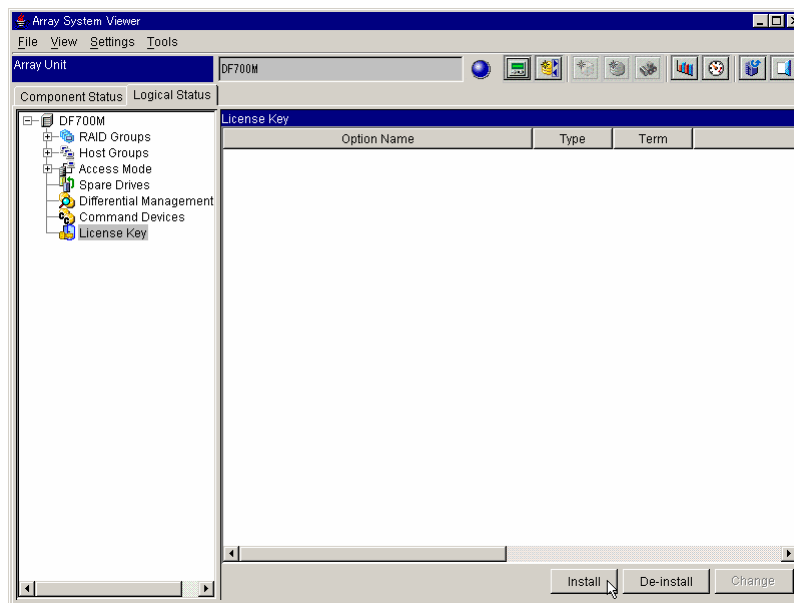 Array System Viewer
File View Settings Tools
Array Unit
DF700M
Component Status Logical Status
DF700M
RAID Groups
Host Groups
Access Mode
Spare Drives
Differential Management
Command Devices
License Key
License Key
Option Name Type Term
Install De-install Change